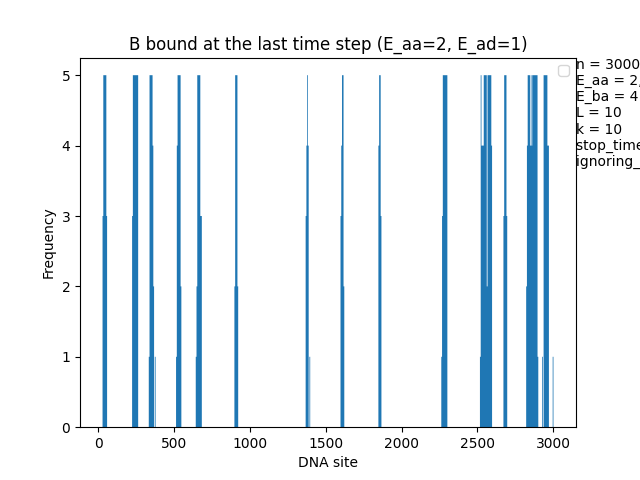 B bound at the last time step (E_aa=2, E_ad=1)
n = 3000
E_aa = 2,
E_ba = 4
L = 10
k = 10
stop_time
ignoring_
Frequency
5
4
3
2
1
0
0 500 1000 1500 2000 2500 3000
DNA site